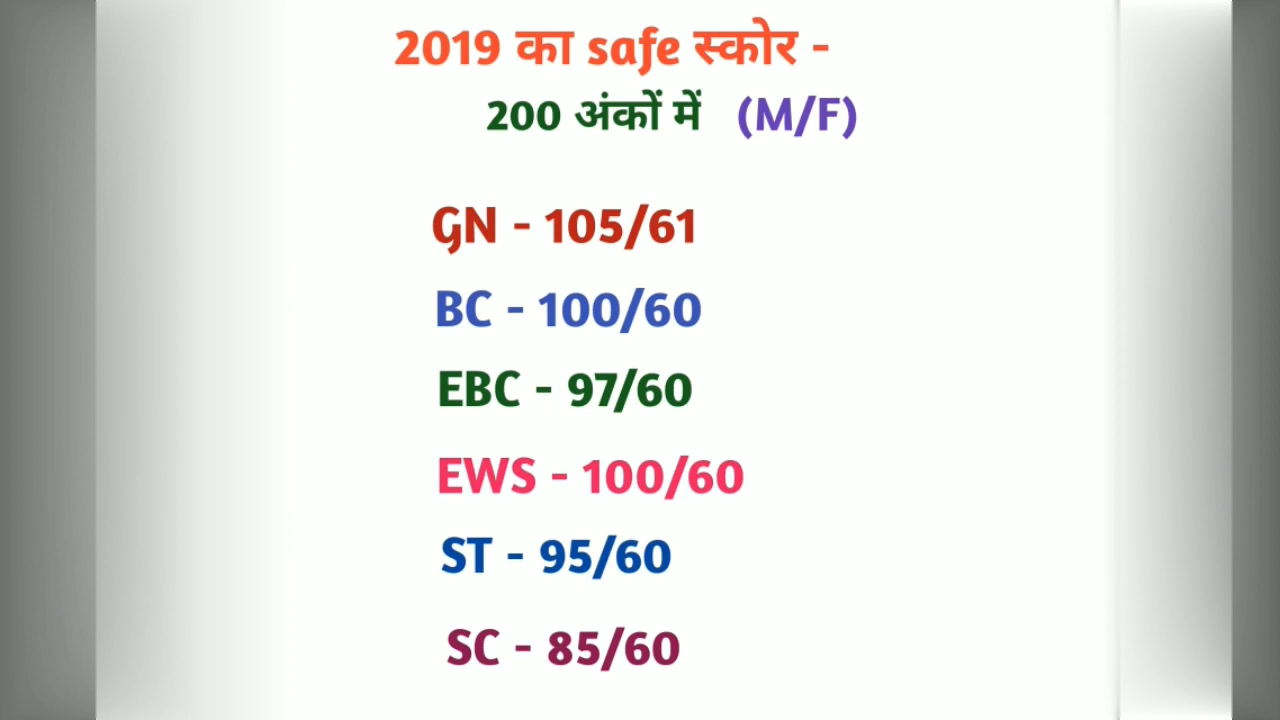 2019 का safe स्कोर -
200 अंकों में (M/F)
GN - 105/61
BC - 100/60
EBC - 97/60
EWS - 100/60
ST - 95/60
SC - 85/60